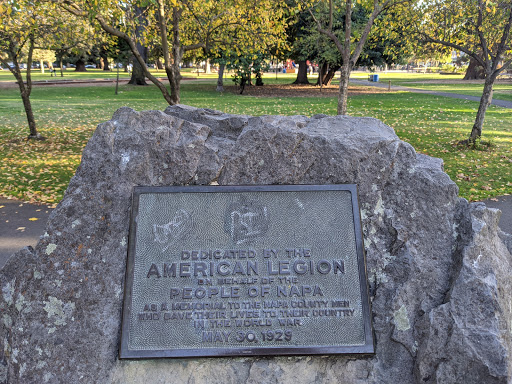 DEDICATED BY THE
AMERICAN LEGION
ON BEHALF OF THE
PEOPLE OF NAPA
AS A MEMORIAL TO THE NAPA COUNTY MEN
WHO GAVE THEIR LIVES TO THEIR COUNTRY
IN THE WORLD WAR
MAY 30, 1929